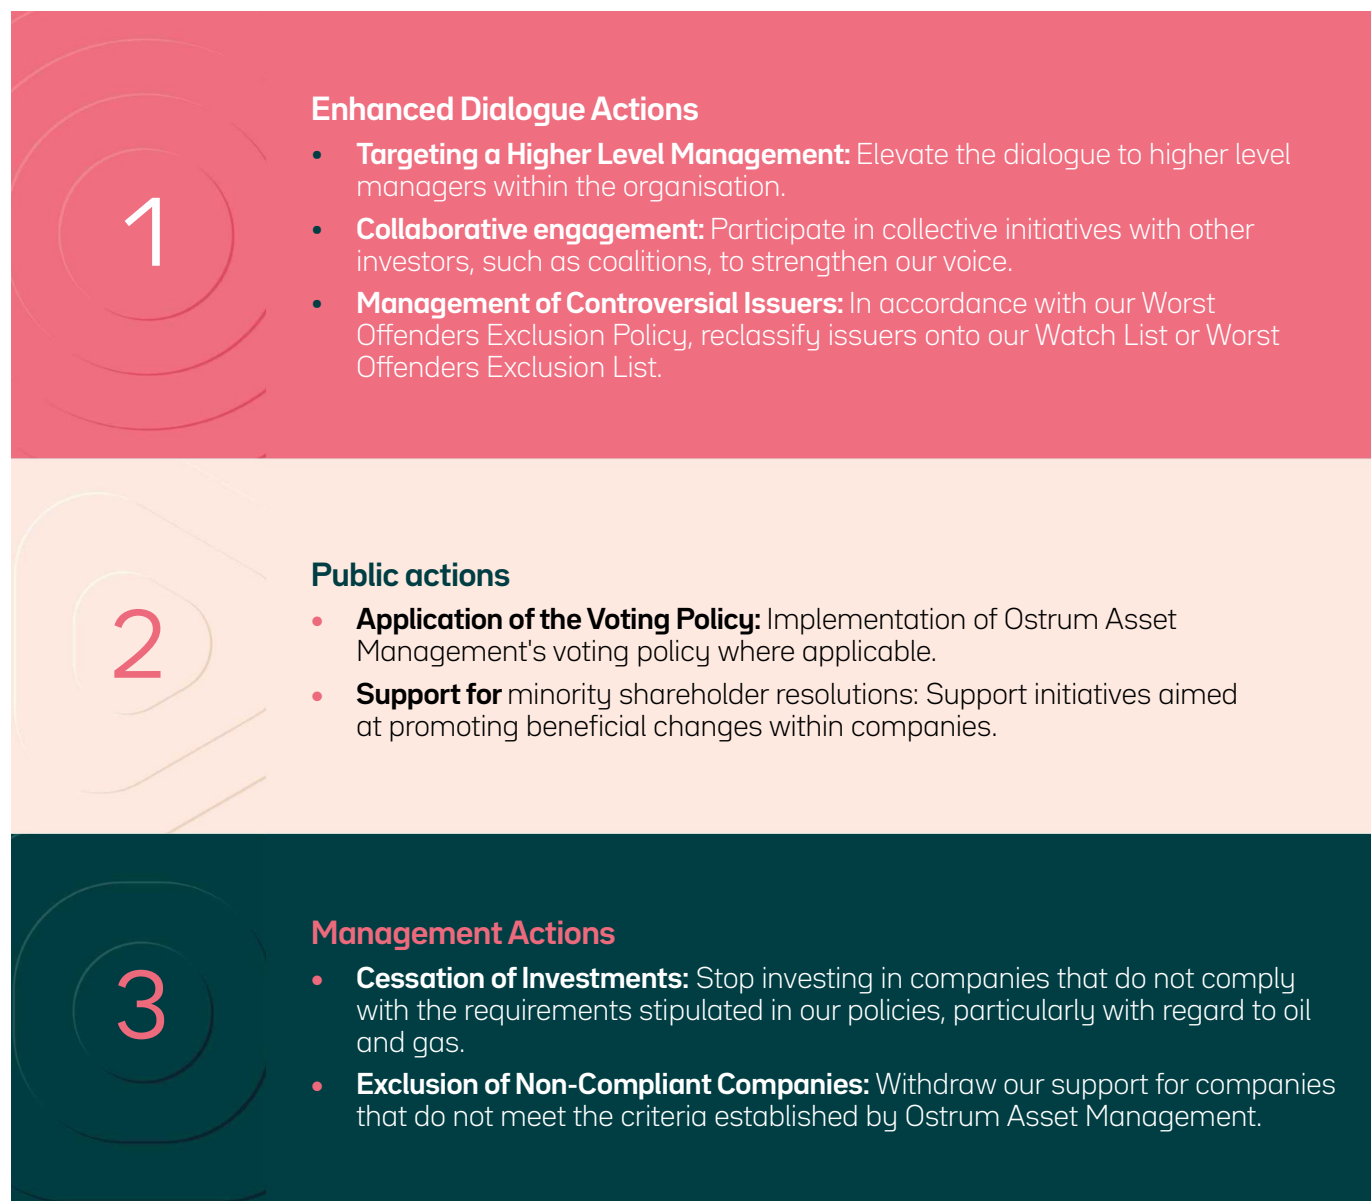 1
Enhanced Dialogue Actions
• Targeting a Higher Level Management: Elevate the dialogue to higher level
managers within the organisation.
• Collaborative engagement: Participate in collective initiatives with other
investors, such as coalitions, to strengthen our voice.
• Management of Controversial Issuers: In accordance with our Worst
Offenders Exclusion Policy, reclassify issuers onto our Watch List or Worst
Offenders Exclusion List.
2
Public actions
• Application of the Voting Policy: Implementation of Ostrum Asset
Management's voting policy where applicable.
• Support for minority shareholder resolutions: Support initiatives aimed
at promoting beneficial changes within companies.
3
Management Actions
• Cessation of Investments: Stop investing in companies that do not comply
with the requirements stipulated in our policies, particularly with regard to oil
and gas.
• Exclusion of Non-Compliant Companies: Withdraw our support for companies
that do not meet the criteria established by Ostrum Asset Management.